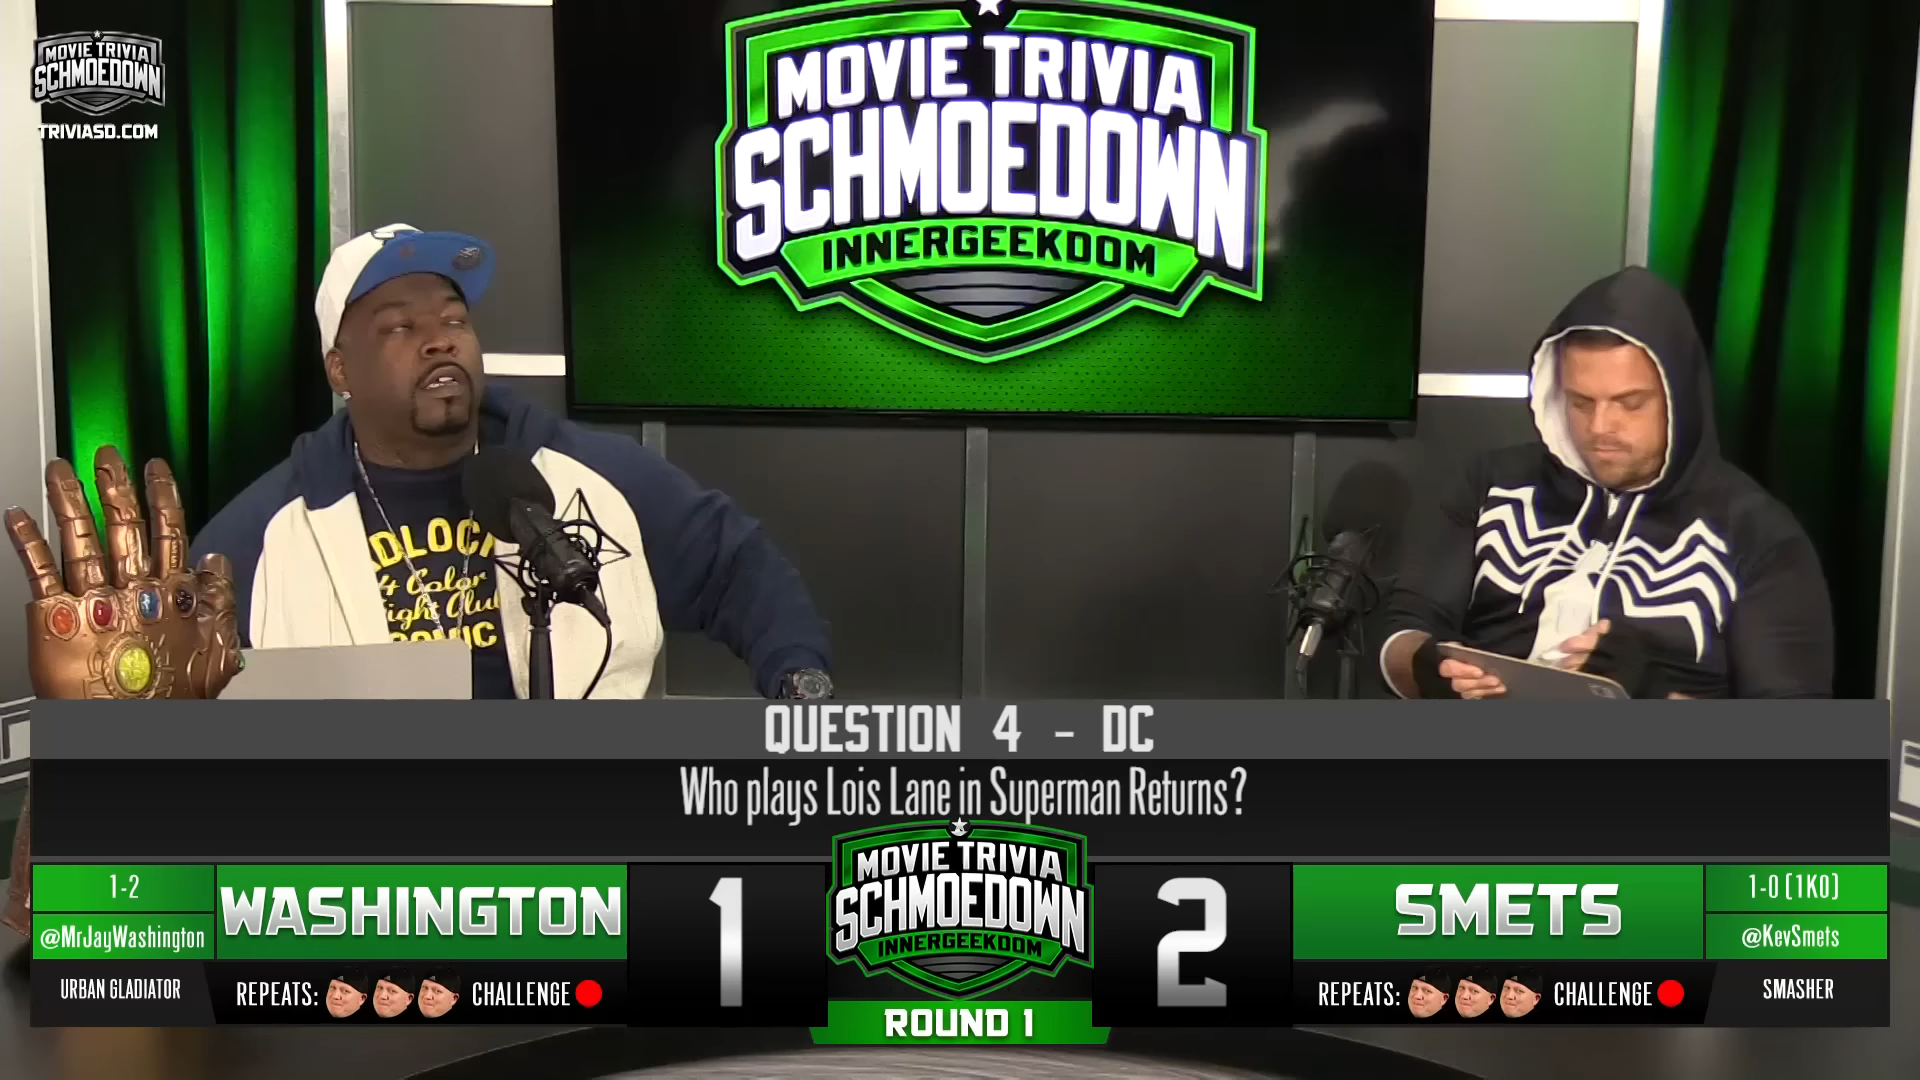 MOVIE TRIVIA
SCHMOEDOWN
TRIVIASD.COM
MOVIE TRIVIA
SCHMOEDOWN
INNERGEEKDOM
4 Color
QUESTION 4 - DC
Who plays Lois Lane in Superman Returns?
1-2
@MrJayWashington
URBAN GLADIATOR
WASHINGTON
REPEATS:
CHALLENGE
1
MOVIE TRIVIA
SCHMOEDOWN
INNERGEEKDOM
ROUND 1
2
SMETS
REPEATS:
CHALLENGE
1-0 (1KO)
@KevSmets
SMASHER